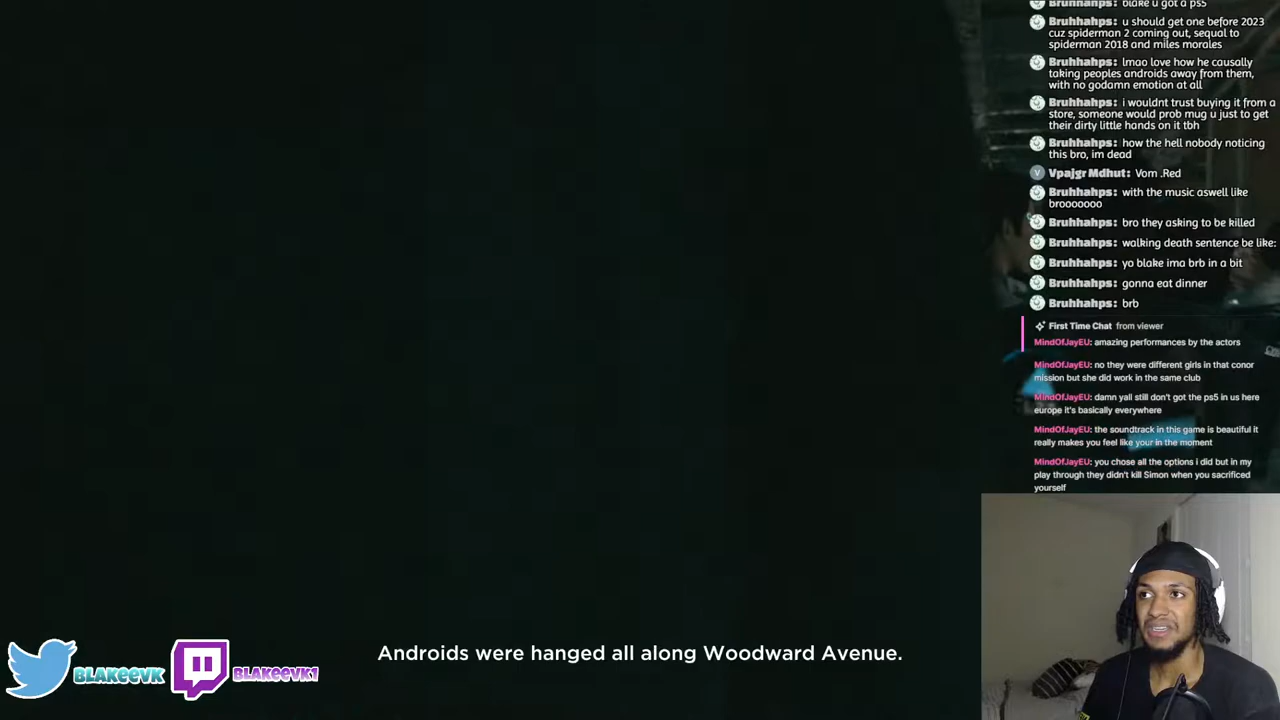 Bruhhahps: blake u got a ps5
Bruhhahps: u should get one before 2023
cuz spiderman 2 coming out, sequal to
spiderman 2018 and miles morales
Bruhhahps: lmao love how he causally
taking peoples androids away from them,
with no godamn emotion at all
Bruhhahps: i wouldnt trust buying it from a
store, someone would prob mug u just to get
their dirty little hands on it tbh
Bruhhahps: how the hell nobody noticing
this bro, im dead
V Vpajgr Mdhut: Vom .Red
Bruhhahps: with the music aswell like
brooooooo
Bruhhahps: bro they asking to be killed
Bruhhahps: walking death sentence be like:
Bruhhahps: yo blake ima brb in a bit
Bruhhahps: gonna eat dinner
Bruhhahps: brb
First Time Chat from viewer
MindOfJayEU: amazing performances by the actors
MindOfJayEU: no they were different girls in that conor
mission but she did work in the same club
MindOfJayEU: damn yall still don't got the ps5 in us here
europe it's basically everywhere
MindOfJayEU: the soundtrack in this game is beautiful it
really makes you feel like your in the moment
MindOfJayEU: you chose all the options i did but in my
play through they didn't kill Simon when you sacrificed
yourself
Androids were hanged all along Woodward Avenue.
BLAKEEVK
BLAKEEVK1